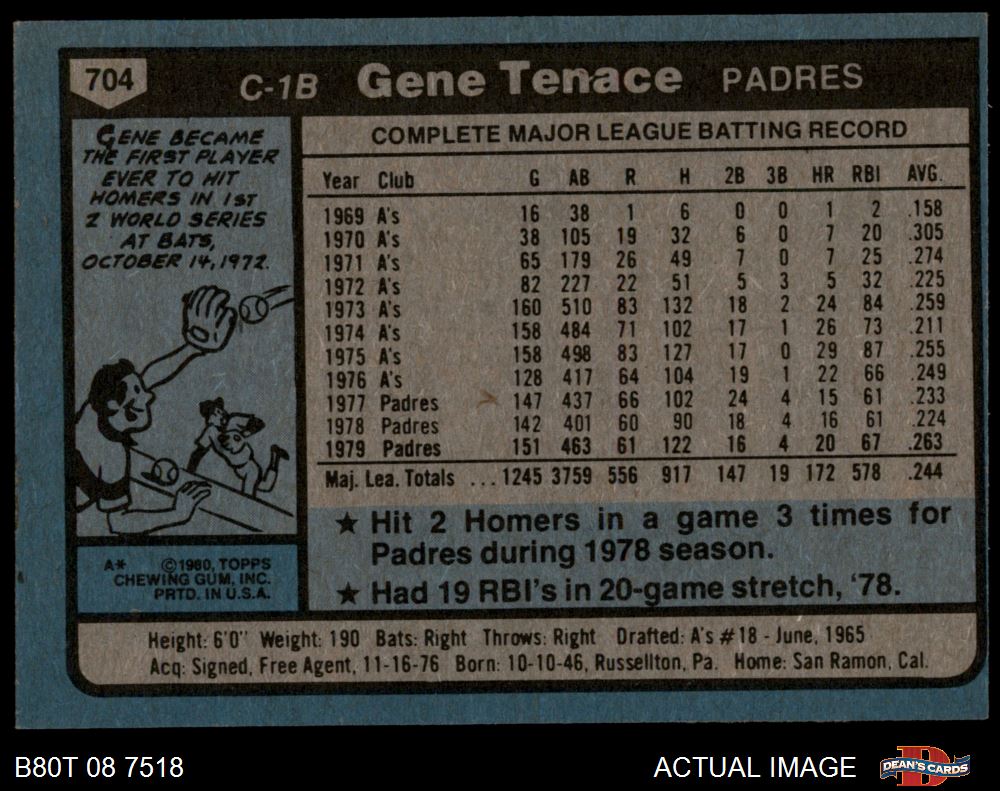 704 C-1B Gene Tenace PADRES
GENE BECAME
THE FIRST PLAYER
EVER TO HIT
HOMERS IN 1ST
2 WORLD SERIES
AT BATS,
OCTOBER 14, 1972.
A* ©1980, TOPPS
CHEWING GUM, INC.
PRTD. IN U.S.A.
COMPLETE MAJOR LEAGUE BATTING RECORD
Year Club G AB R H 2B 3B HR RBI AVG.
1969 A's 16 38 1 6 0 0 1 2 .158
1970 A's 38 105 19 32 6 0 7 20 .305
1971 A's 65 179 26 49 7 0 7 25 .274
1972 A's 82 227 22 51 5 3 5 32 .225
1973 A's 160 510 83 132 18 2 24 84 .259
1974 A's 158 484 71 102 17 1 26 73 .211
1975 A's 158 498 83 127 17 0 29 87 .255
1976 A's 128 417 64 104 19 1 22 66 .249
1977 Padres 147 437 66 102 24 4 15 61 .233
1978 Padres 142 401 60 90 18 4 16 61 .224
1979 Padres 151 463 61 122 16 4 20 67 .263
Maj. Lea. Totals ... 1245 3759 556 917 147 19 172 578 .244
★ Hit 2 Homers in a game 3 times for
Padres during 1978 season.
★ Had 19 RBI's in 20-game stretch, '78.
Height: 6'0" Weight: 190 Bats: Right Throws: Right Drafted: A's #18 - June, 1965
Acq: Signed, Free Agent, 11-16-76 Born: 10-10-46, Russellton, Pa. Home: San Ramon, Cal.
B80T 08 7518 ACTUAL IMAGE D DEAN'S CARDS